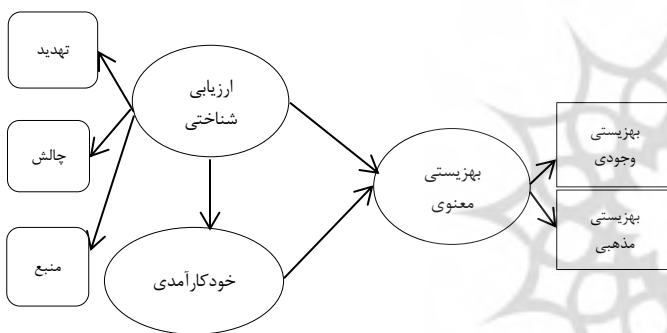 تهدید
ارزیابی
شناختی
چالش
بهزیستی
وجودی
بهزیستی
معنوی
بهزیستی
مذهبی
منبع
خودکارآمدی